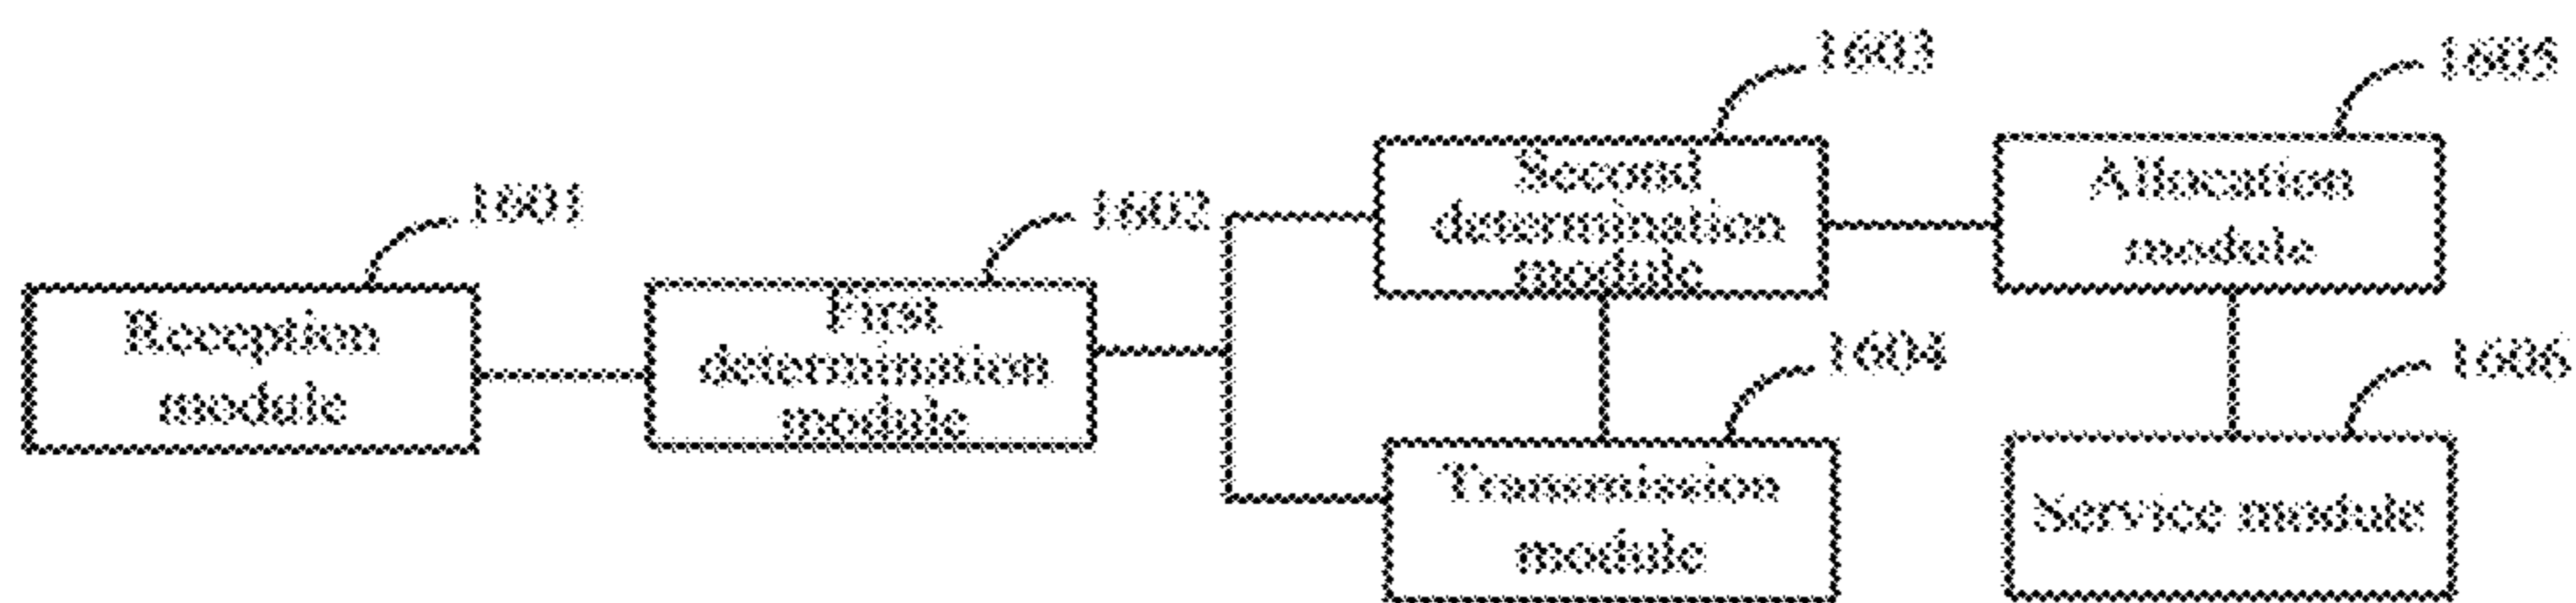 1601
Reception
module
1602
First
determination
module
1603
Second
determination
module
1604
Transmission
module
1605
Allocation
module
1606
Service module